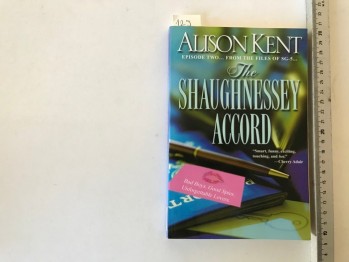 ALISON KENT
EPISODE TWO... FROM THE FILES OF SG-5...
The
SHAUGHNESSEY
ACCORD
"Smart, funny, exciting,
touching, and hot."
—Cherry Adair
Bad Boys, Good Spies
Unforgettable Lovers